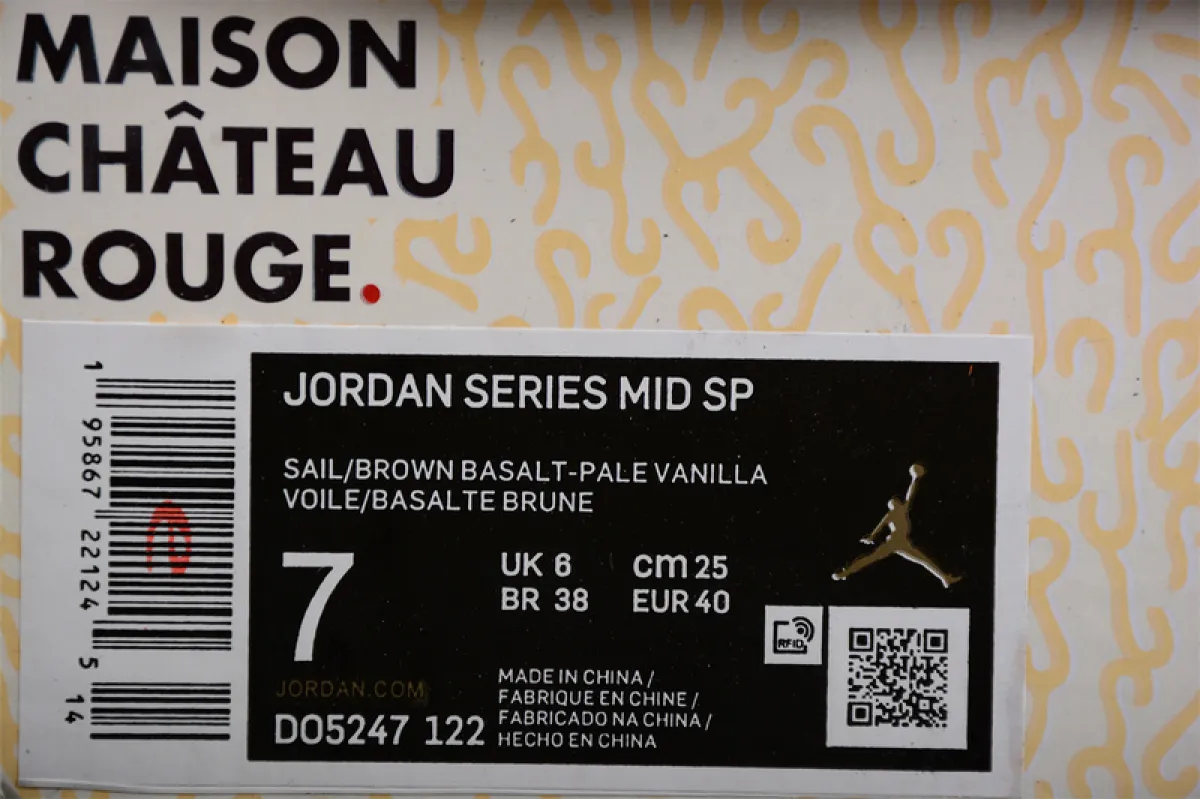 MAISON
CHÂTEAU
ROUGE.
1 95867 22124 5 14
JORDAN SERIES MID SP
SAIL/BROWN BASALT-PALE VANILLA
VOILE/BASALTE BRUNE
7
UK 6 cm 25
BR 38 EUR 40
RFID
JORDAN.COM
DO5247 122
MADE IN CHINA /
FABRIQUE EN CHINE /
FABRICADO NA CHINA /
HECHO EN CHINA